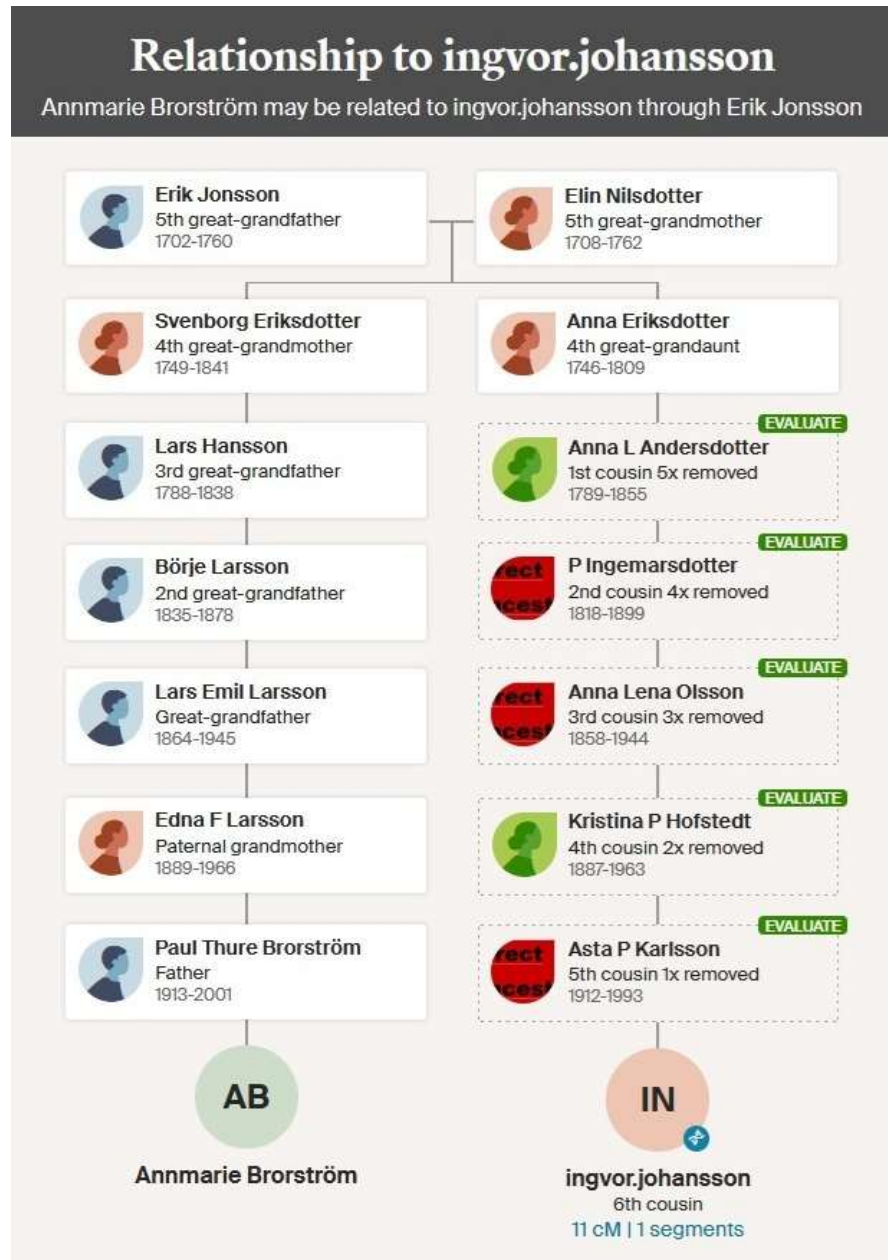 Relationship to ingvor.johansson
Annmarie Brorström may be related to ingvor.johansson through Erik Jonsson
Erik Jonsson
5th great-grandfather
1702-1760
Elin Nilsdotter
5th great-grandmother
1708-1762
Svenborg Eriksdotter
4th great-grandmother
1749-1841
Anna Eriksdotter
4th great-grandaunt
1746-1809
Lars Hansson
3rd great-grandfather
1788-1838
EVALUATE
Anna L Andersdotter
1st cousin 5x removed
1789-1855
Börje Larsson
2nd great-grandfather
1835-1878
EVALUATE
rect
ncest
P Ingemarsdotter
2nd cousin 4x removed
1818-1899
Lars Emil Larsson
Great-grandfather
1864-1945
EVALUATE
rect
ncest
Anna Lena Olsson
3rd cousin 3x removed
1858-1944
Edna F Larsson
Paternal grandmother
1889-1966
EVALUATE
Kristina P Hofstedt
4th cousin 2x removed
1887-1963
Paul Thure Brorström
Father
1913-2001
EVALUATE
rect
ncest
Asta P Karlsson
5th cousin 1x removed
1912-1993
AB
Annmarie Brorström
IN
ingvor.johansson
6th cousin
11 cM | 1 segments